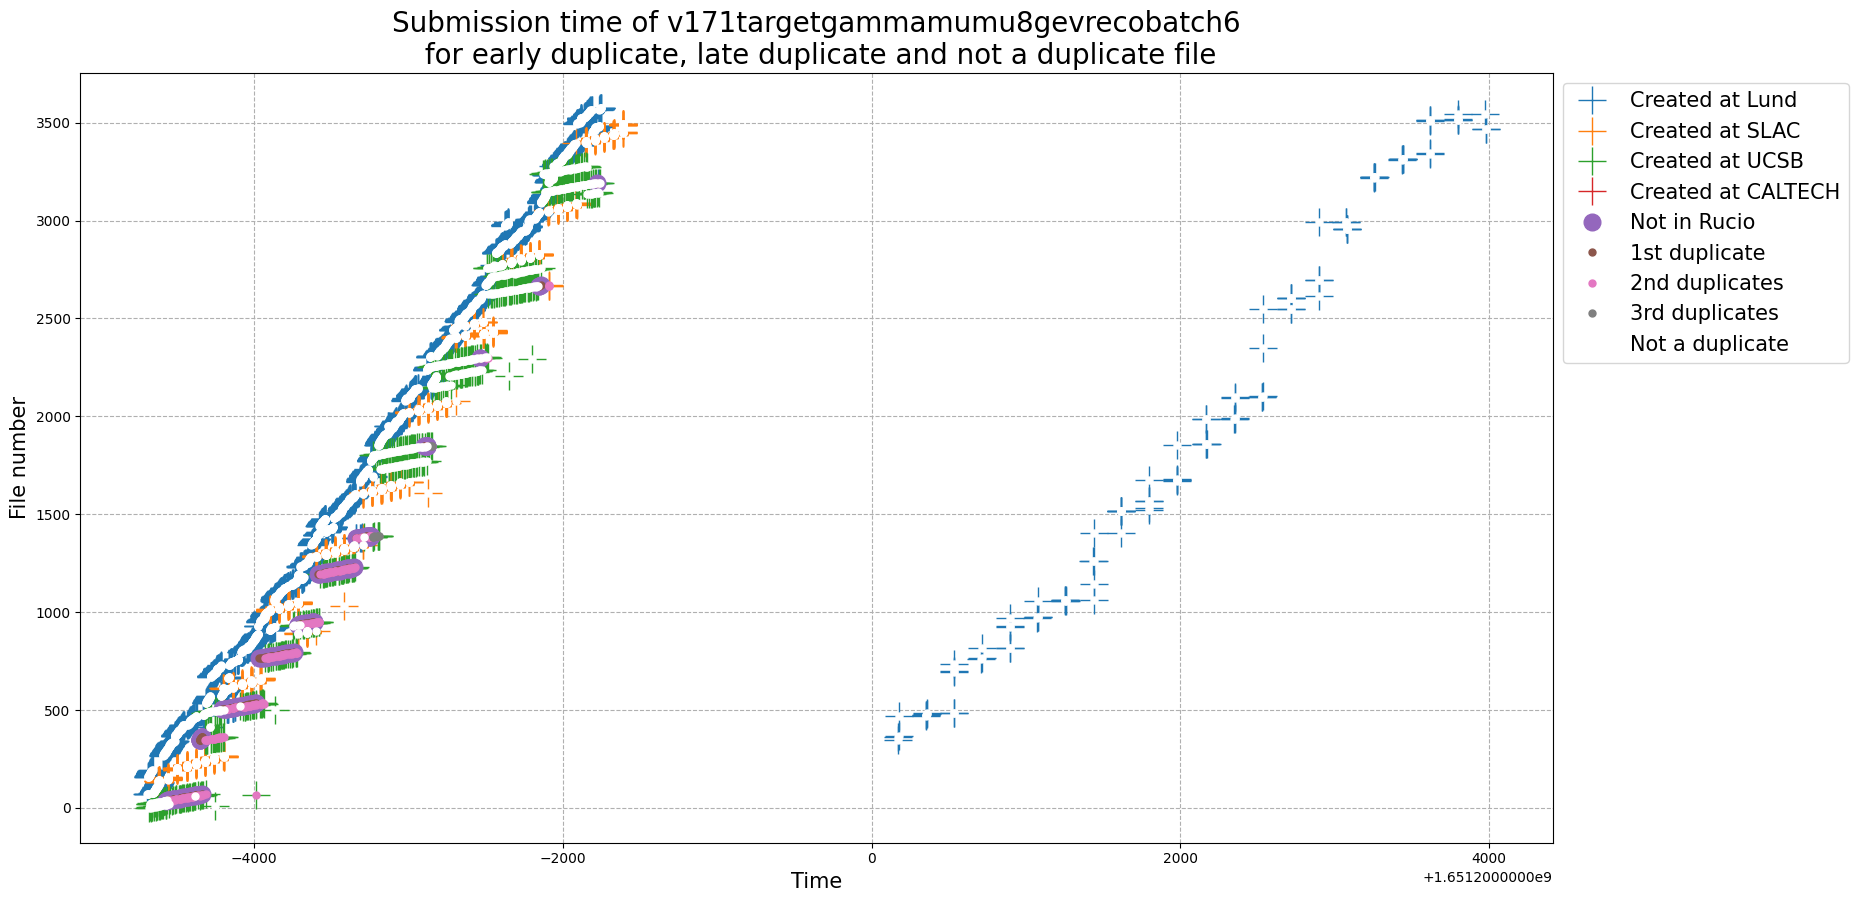 Submission time of v171targetgammamumu8gevrecobatch6
for early duplicate, late duplicate and not a duplicate file
Created at Lund
Created at SLAC
Created at UCSB
Created at CALTECH
Not in Rucio
1st duplicate
2nd duplicates
3rd duplicates
Not a duplicate
File number
3500
3000
2500
2000
1500
1000
500
0
−4000
−2000
0
2000
4000
Time
+1.6512000000e9